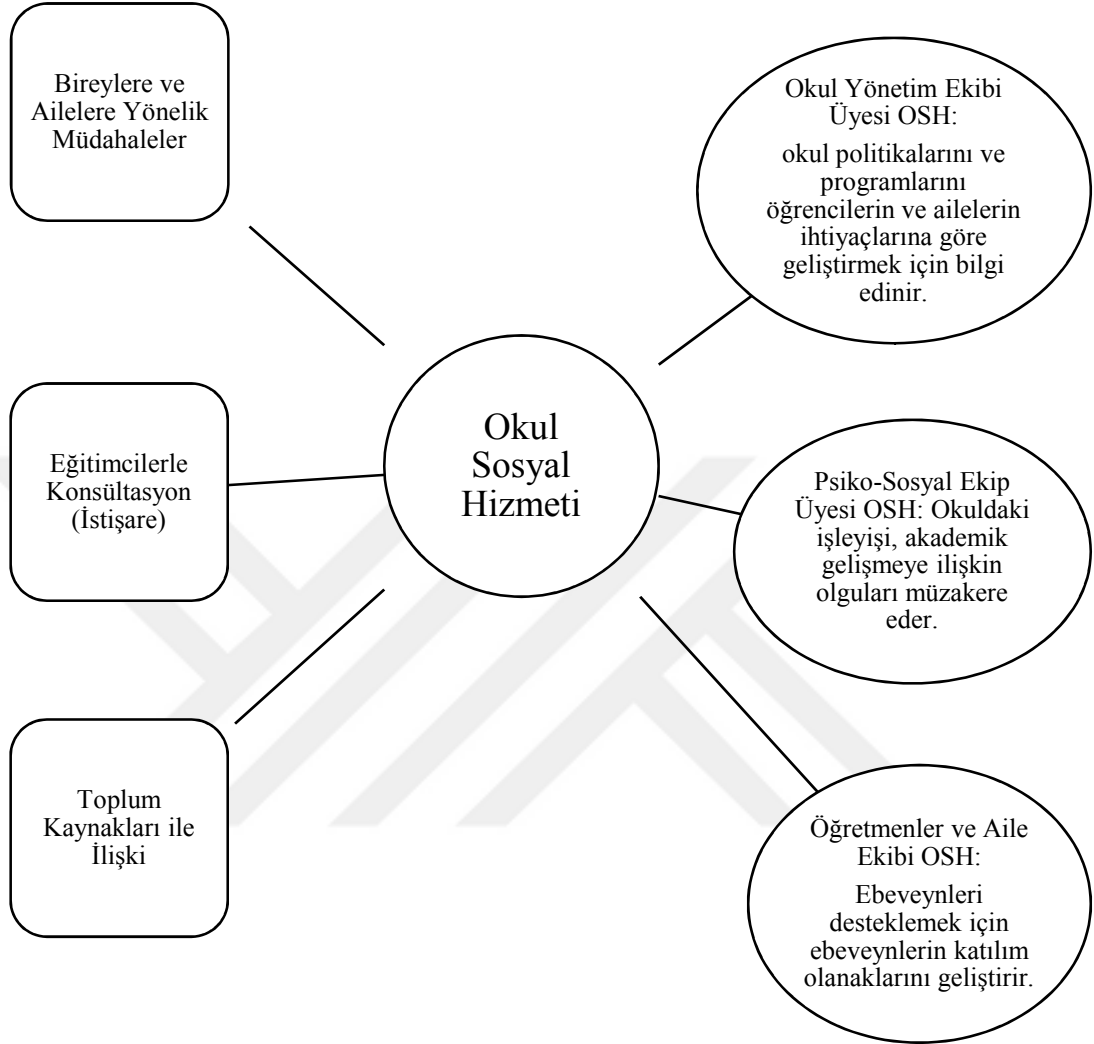 Bireylere ve
Ailelere Yönelik
Müdahaleler
Eğitimcilerle
Konsültasyon
(İstişare)
Toplum
Kaynakları ile
İlişki
Okul
Sosyal
Hizmeti
Okul Yönetim Ekibi
Üyesi OSH:
okul politikalarını ve
programlarını
öğrencilerin ve ailelerin
ihtiyaçlarına göre
geliştirmek için bilgi
edinir.
Psiko-Sosyal Ekip
Üyesi OSH: Okuldaki
işleyişi, akademik
gelişmeye ilişkin
olguları müzakere
eder.
Öğretmenler ve Aile
Ekibi OSH:
Ebeveynleri
desteklemek için
ebeveynlerin katılım
olanaklarını geliştirir.